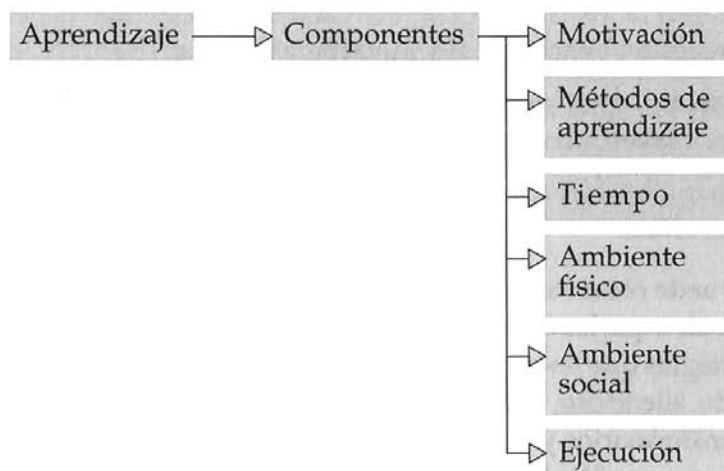 Aprendizaje
Componentes
Motivación
Métodos de
aprendizaje
Tiempo
Ambiente
físico
Ambiente
social
Ejecución